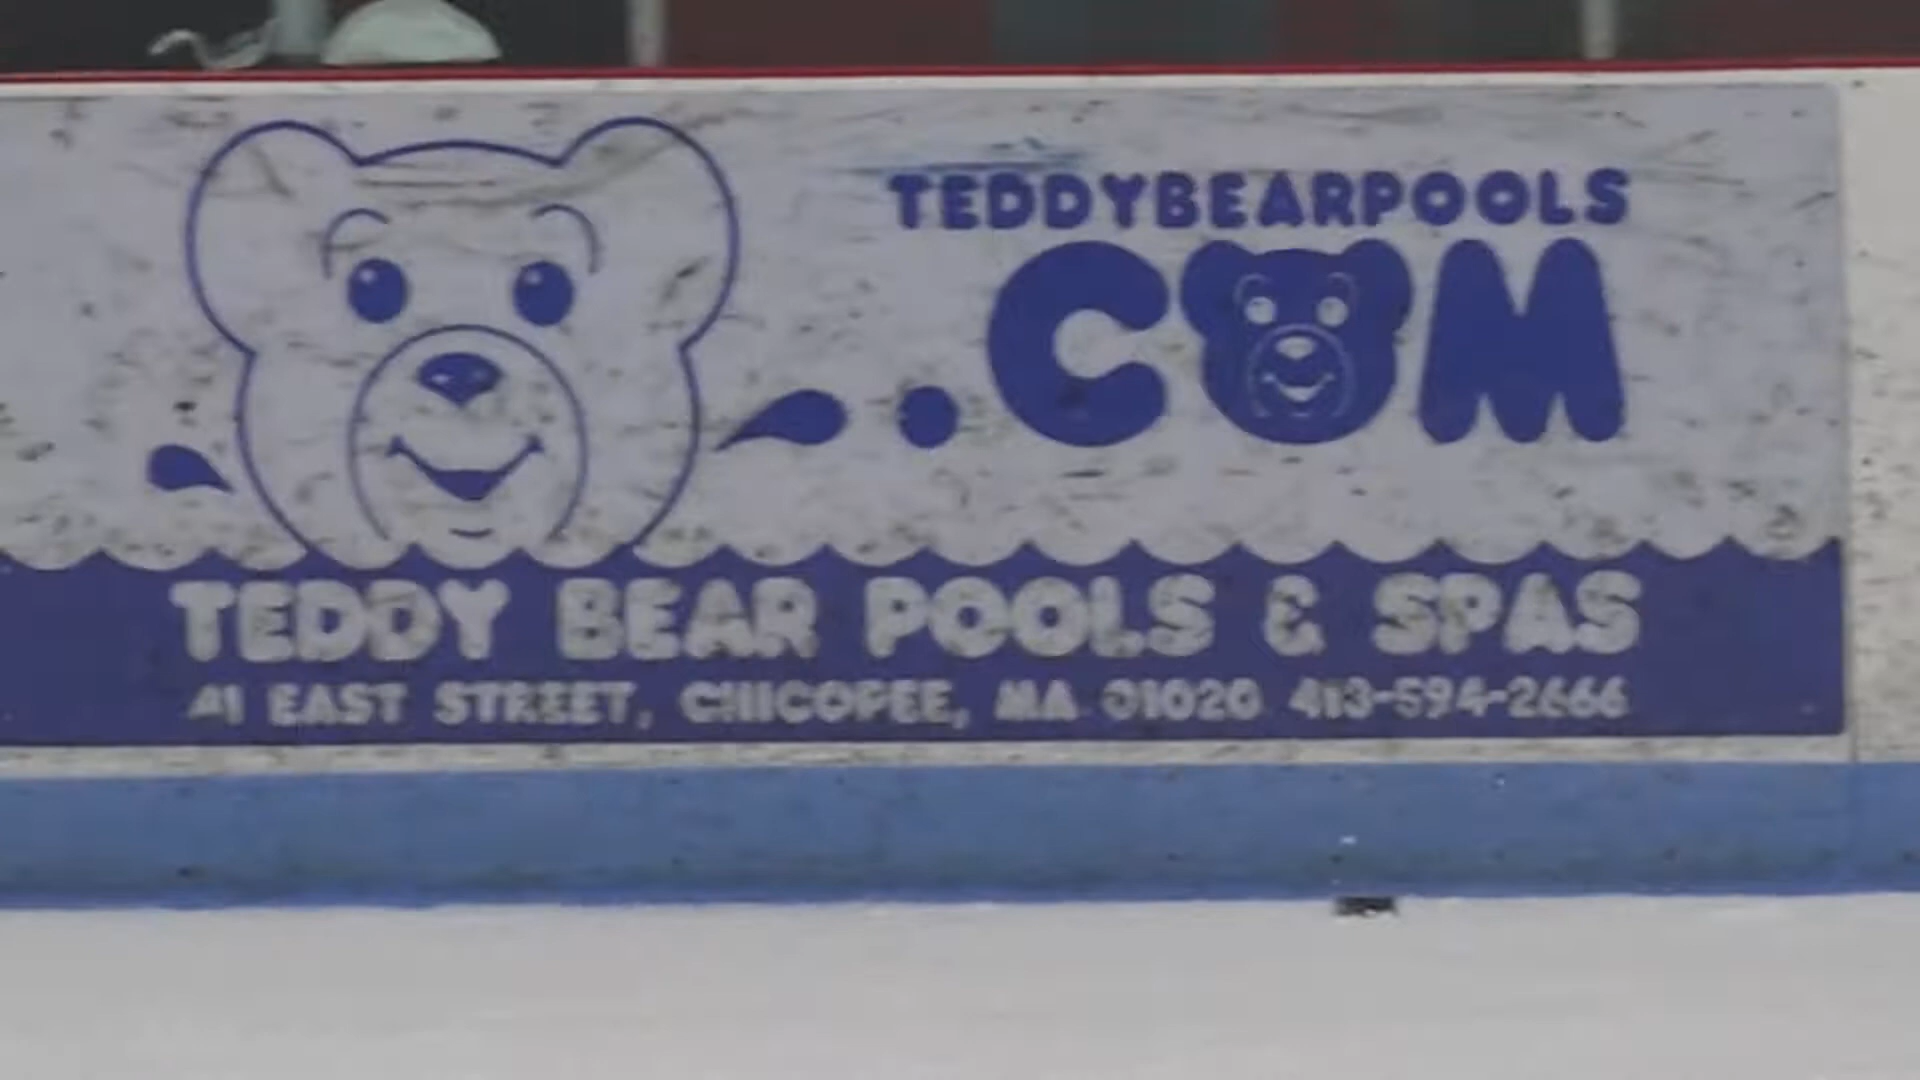 TEDDYBEARPOOLS
.COM
TEDDY BEAR POOLS & SPAS
41 EAST STREET, CHICOPEE, MA 01020 413-594-2666